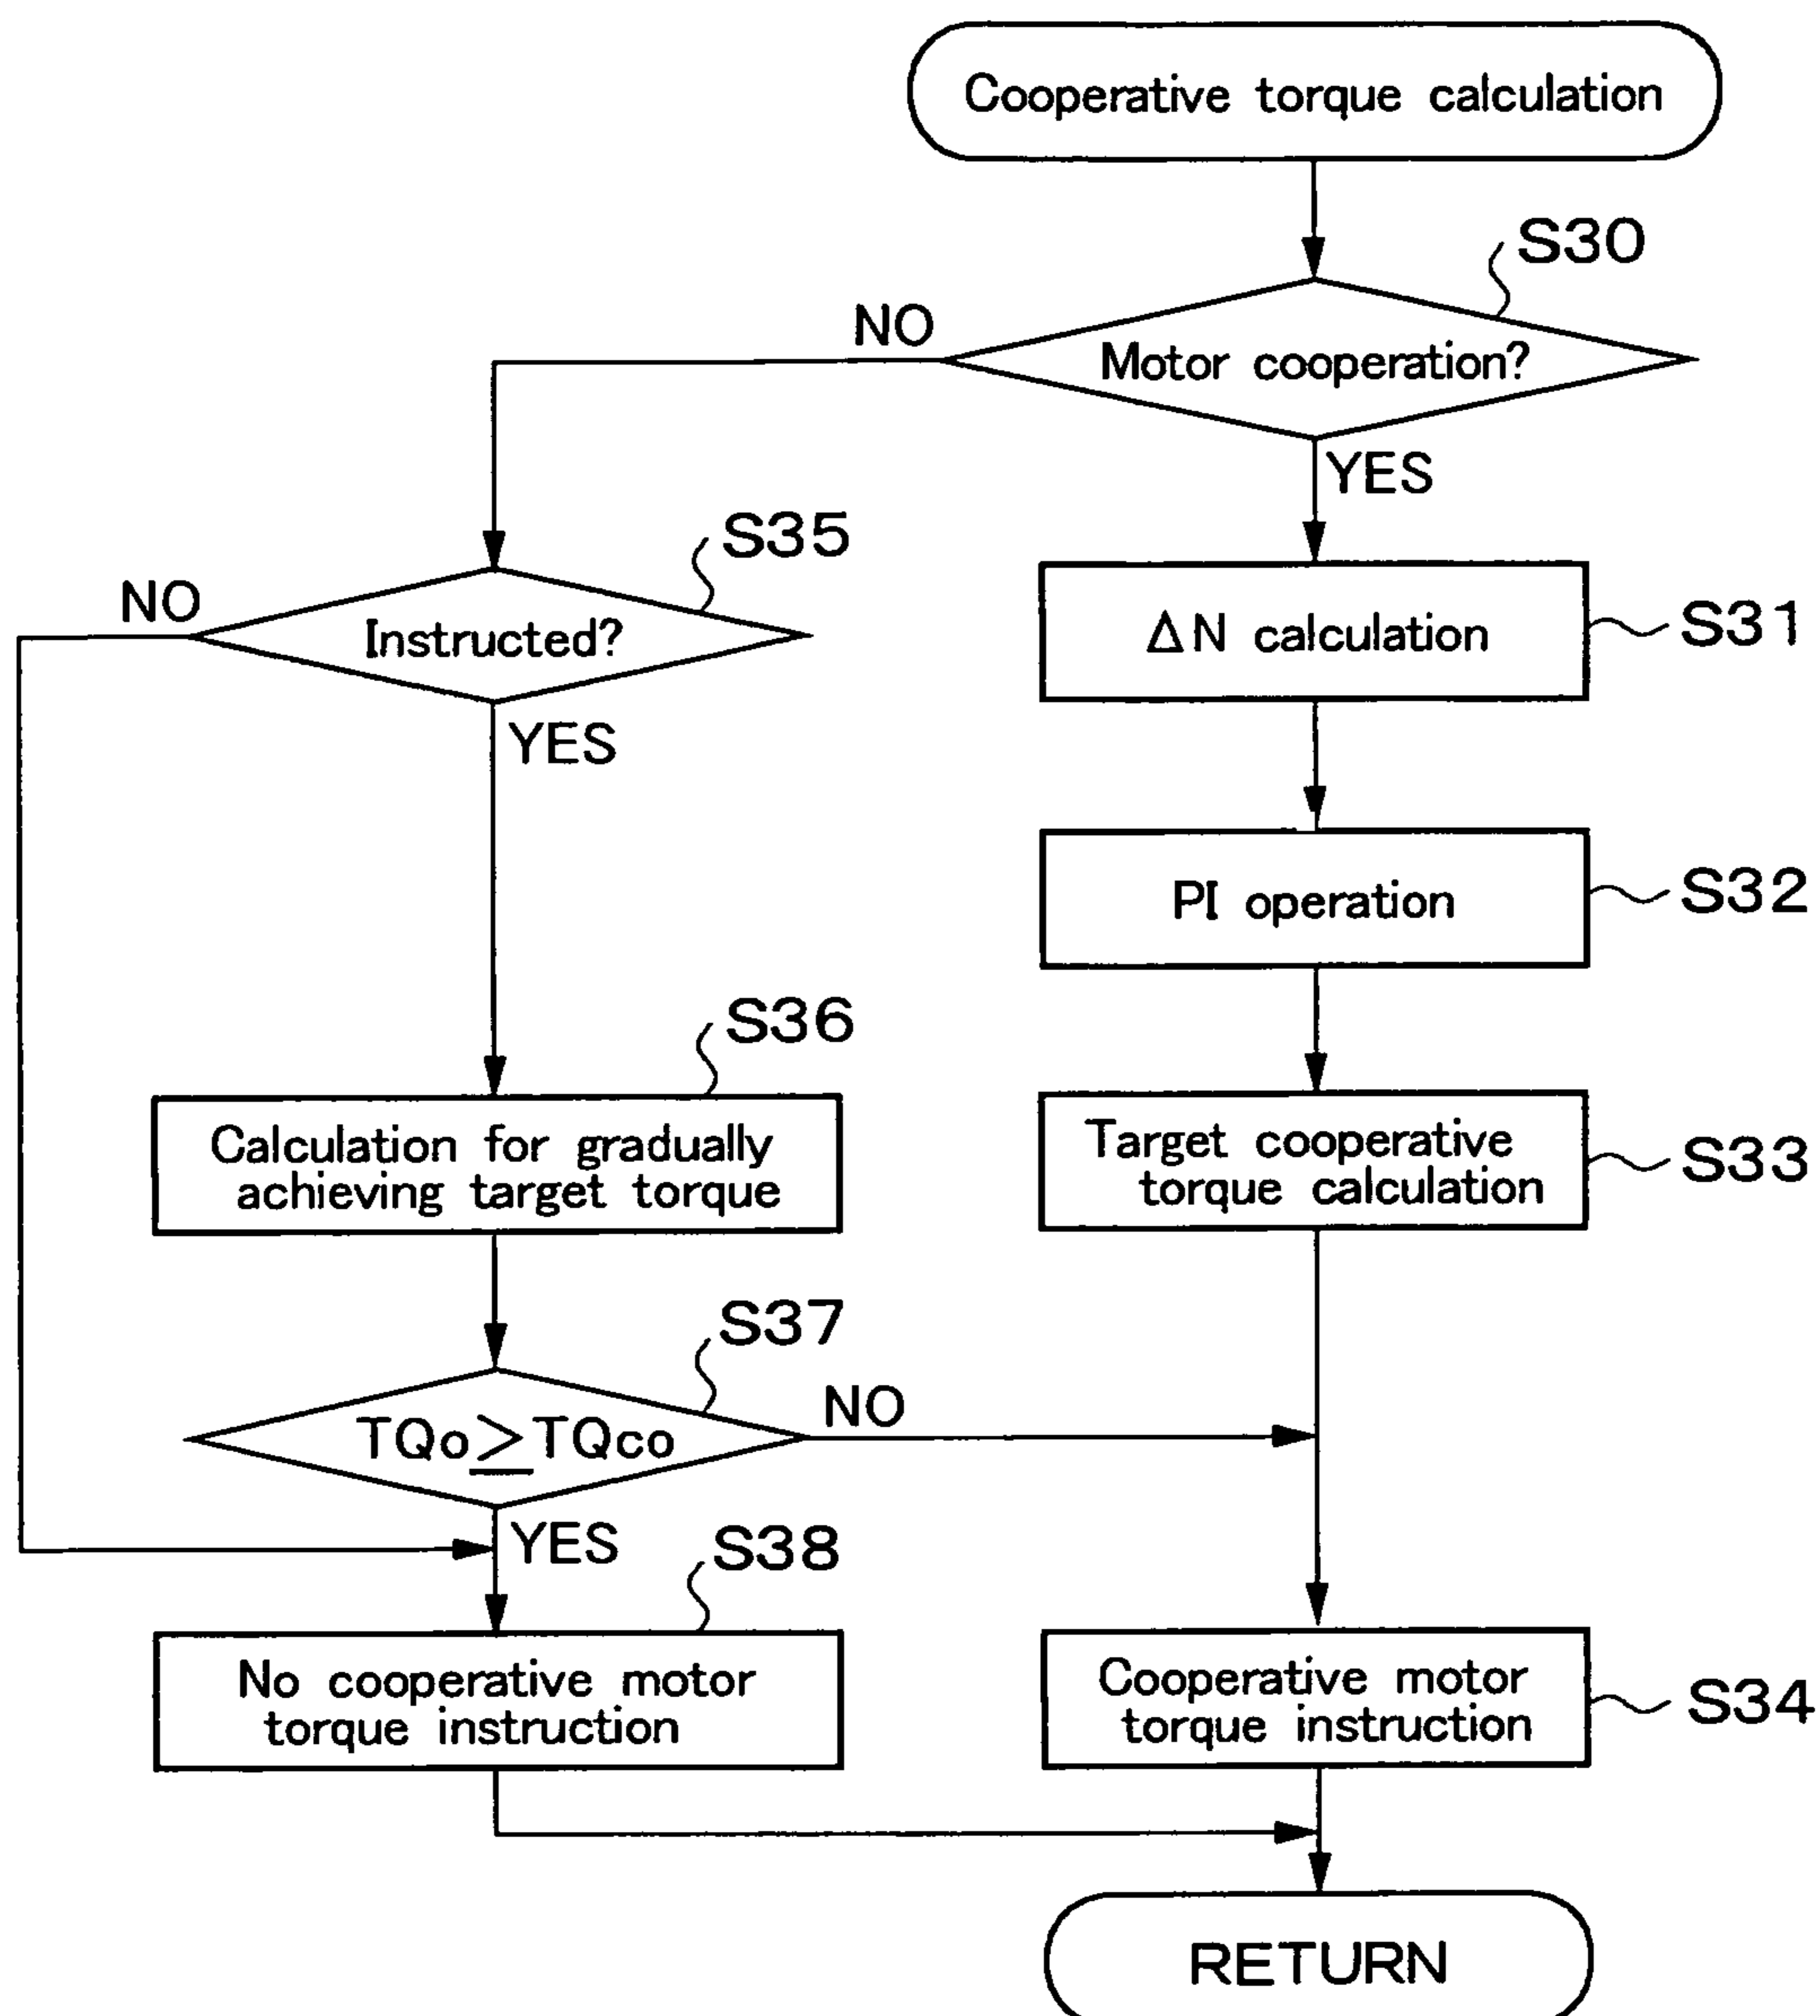 Cooperative torque calculation
S30
NO
Motor cooperation?
YES
S35
NO
Instructed?
YES
ΔN calculation
S31
PI operation
S32
S36
Calculation for gradually
achieving target torque
Target cooperative
torque calculation
S33
S37
TQo≥TQco
NO
YES
S38
No cooperative motor
torque instruction
Cooperative motor
torque instruction
S34
RETURN